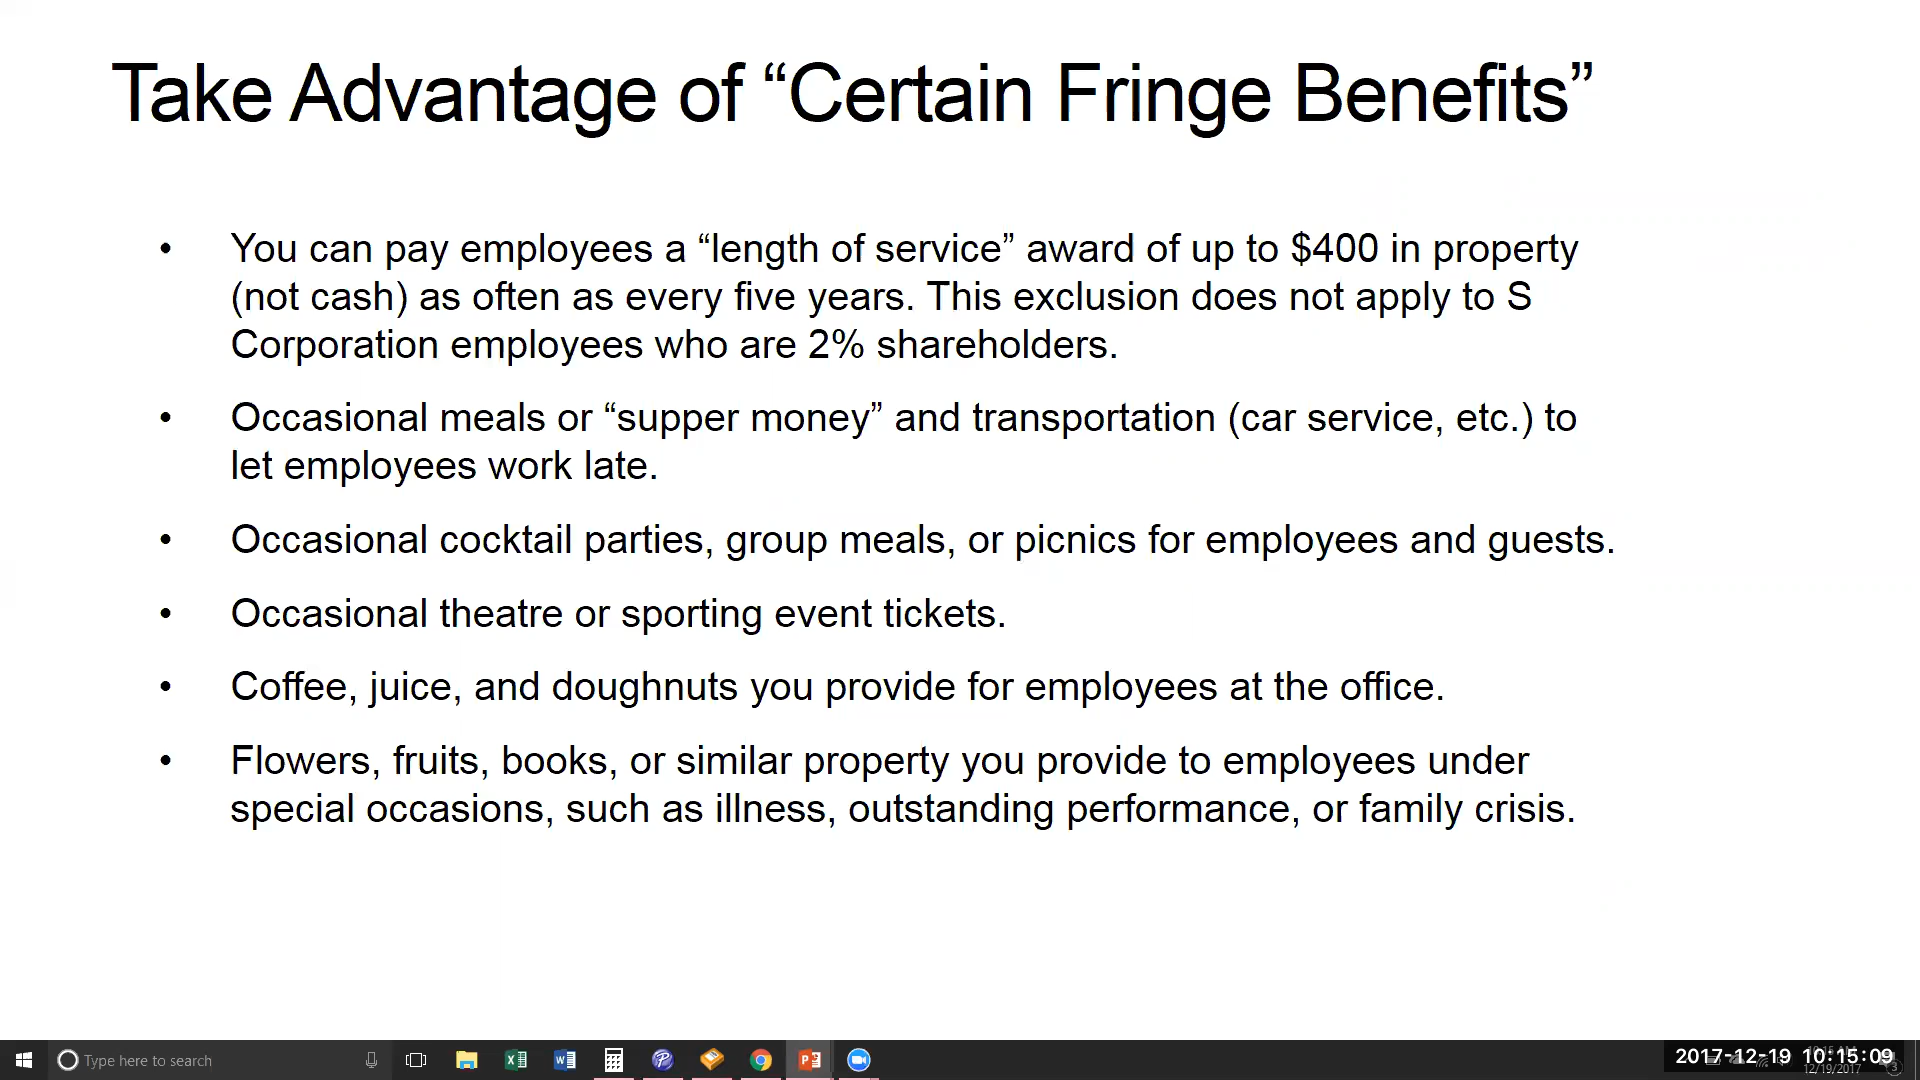 Take Advantage of “Certain Fringe Benefits”
• You can pay employees a “length of service” award of up to $400 in property
(not cash) as often as every five years. This exclusion does not apply to S
Corporation employees who are 2% shareholders.
• Occasional meals or “supper money” and transportation (car service, etc.) to
let employees work late.
• Occasional cocktail parties, group meals, or picnics for employees and guests.
• Occasional theatre or sporting event tickets.
• Coffee, juice, and doughnuts you provide for employees at the office.
• Flowers, fruits, books, or similar property you provide to employees under
special occasions, such as illness, outstanding performance, or family crisis.
Type here to search
2017-12-19 10:15:09
12/19/2017